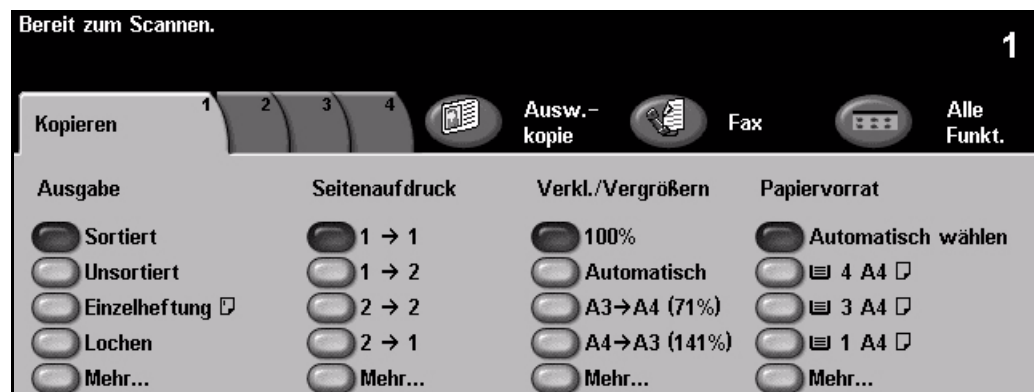 Bereit zum Scannen.
1
Kopieren 1 2 3 4 Ausw.- Fax Alle
kopie Funkt.
Ausgabe Seitenaufdruck Verkl./Vergrößern Papiervorrat
Sortiert 1 → 1 100% Automatisch wählen
Unsortiert 1 → 2 Automatisch 4 A4
Einzelheftung 2 → 2 A3→A4 (71%) 3 A4
Lochen 2 → 1 A4→A3 (141%) 1 A4
Mehr... Mehr... Mehr... Mehr...